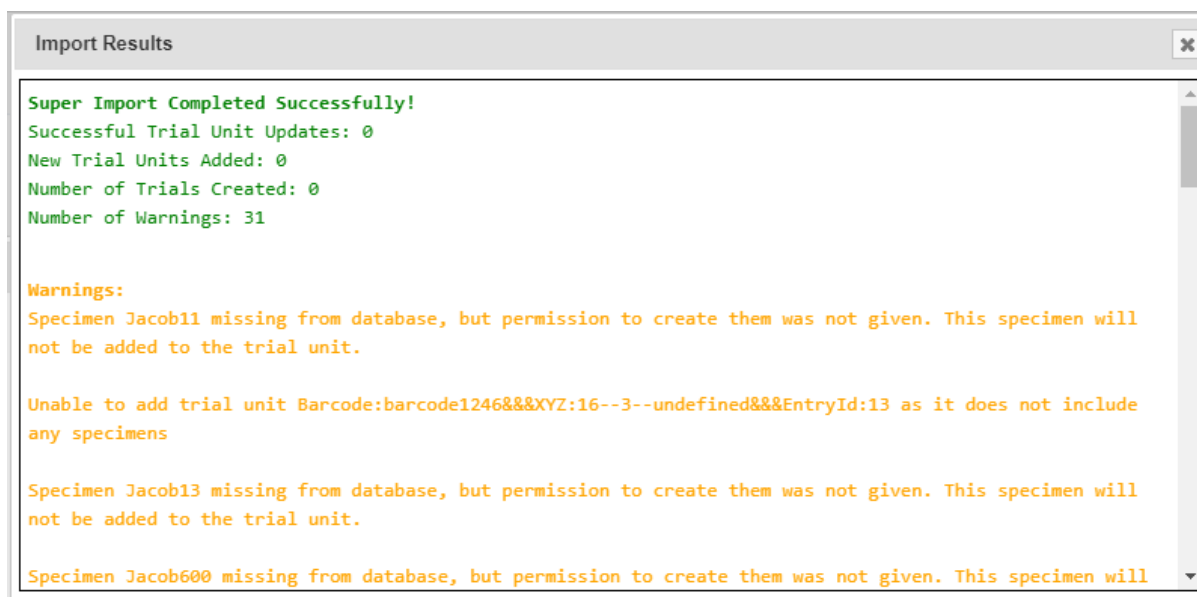 Import Results
Super Import Completed Successfully!
Successful Trial Unit Updates: 0
New Trial Units Added: 0
Number of Trials Created: 0
Number of Warnings: 31
Warnings:
Specimen Jacob11 missing from database, but permission to create them was not given. This specimen will
not be added to the trial unit.
Unable to add trial unit Barcode:barcode1246&&&XYZ:16--3--undefined&&&EntryId:13 as it does not include
any specimens
Specimen Jacob13 missing from database, but permission to create them was not given. This specimen will
not be added to the trial unit.
Specimen Jacob600 missing from database, but permission to create them was not given. This specimen will